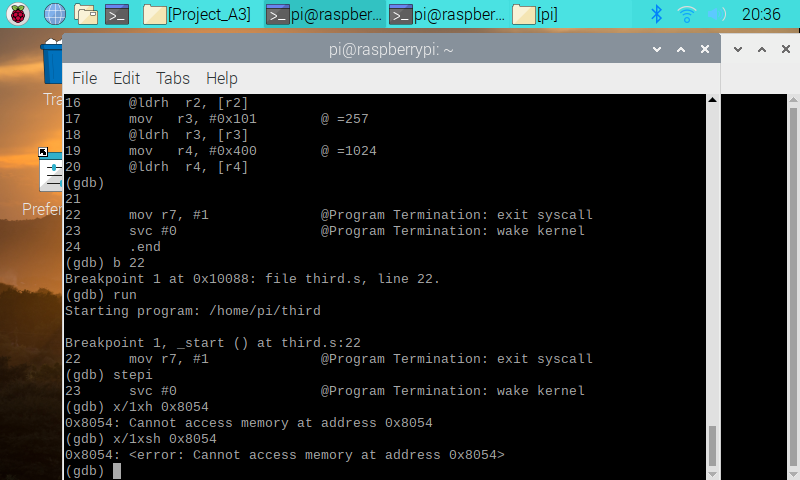 [Project_A3]
pi@raspberr...
pi@raspber...
[pi]
20:36
pi@raspberrypi: ~
File Edit Tabs Help
16      @ldrh  r2, [r2]
17      mov   r3, #0x101        @ =257
18      @ldrh  r3, [r3]
19      mov   r4, #0x400        @ =1024
20      @ldrh  r4, [r4]
(gdb)
21
22      mov r7, #1              @Program Termination: exit syscall
23      svc #0                  @Program Termination: wake kernel
24      .end
(gdb) b 22
Breakpoint 1 at 0x10088: file third.s, line 22.
(gdb) run
Starting program: /home/pi/third
Breakpoint 1, _start () at third.s:22
22      mov r7, #1              @Program Termination: exit syscall
(gdb) stepi
23      svc #0                  @Program Termination: wake kernel
(gdb) x/1xh 0x8054
0x8054: Cannot access memory at address 0x8054
(gdb) x/1xsh 0x8054
0x8054: <error: Cannot access memory at address 0x8054>
(gdb)